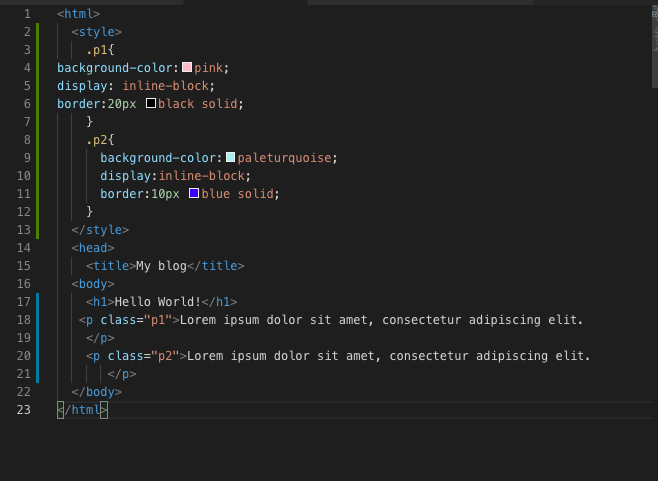 1 <html>
2   <style>
3     .p1{
4 background-color:pink;
5 display: inline-block;
6 border:20px black solid;
7     }
8     .p2{
9       background-color:paleturquoise;
10       display:inline-block;
11       border:10px blue solid;
12     }
13   </style>
14   <head>
15     <title>My blog</title>
16   <body>
17     <h1>Hello World!</h1>
18    <p class="p1">Lorem ipsum dolor sit amet, consectetur adipiscing elit.
19     </p>
20     <p class="p2">Lorem ipsum dolor sit amet, consectetur adipiscing elit.
21        </p>
22   </body>
23 </html>